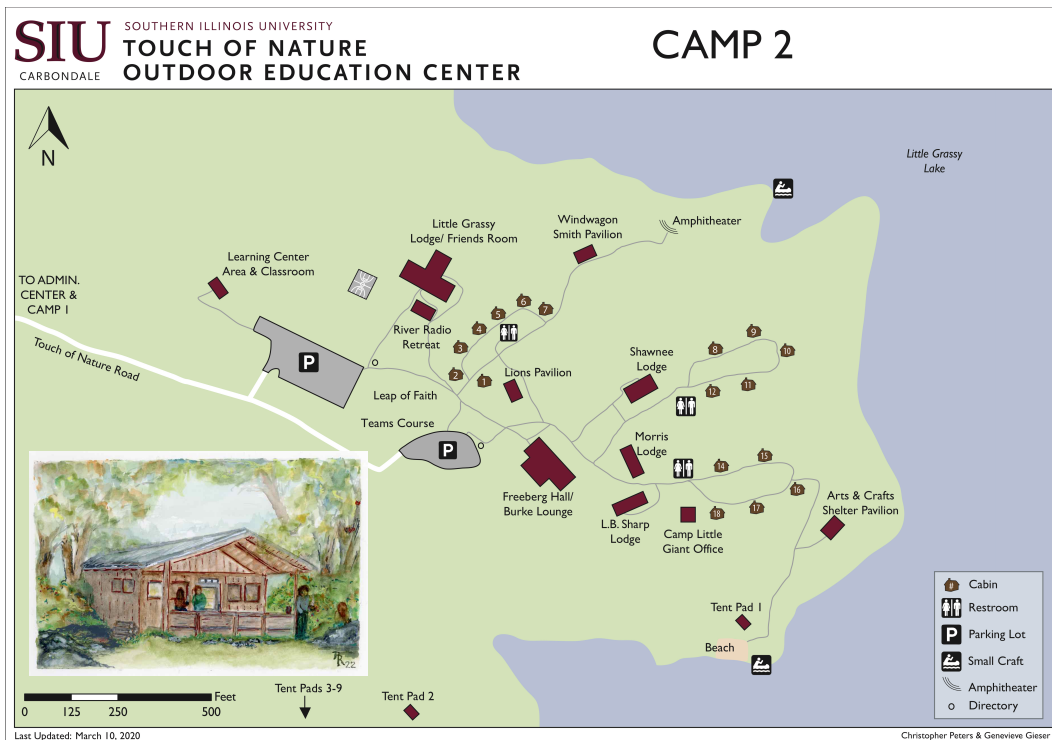 SIU
CARBONDALE
SOUTHERN ILLINOIS UNIVERSITY
TOUCH OF NATURE
OUTDOOR EDUCATION CENTER
CAMP 2
N
Little Grassy
Lake
Amphitheater
Windwagon
Smith Pavilion
Little Grassy
Lodge/ Friends Room
Learning Center
Area & Classroom
TO ADMIN.
CENTER &
CAMP 1
Touch of Nature Road
P
River Radio
Retreat
1
2
3
4
5
6
7
Leap of Faith
Teams Course
P
Lions Pavilion
Shawnee
Lodge
8
9
10
11
12
Morris
Lodge
Freeberg Hall/
Burke Lounge
L.B. Sharp
Lodge
Camp Little
Giant Office
14
15
16
17
18
Arts & Crafts
Shelter Pavilion
Tent Pad 1
Beach
22
Tent Pads 3-9
Tent Pad 2
Feet
0 125 250 500
# Cabin
Restroom
P Parking Lot
Small Craft
Amphitheater
Directory
Last Updated: March 10, 2020
Christopher Peters & Genevieve Gieser